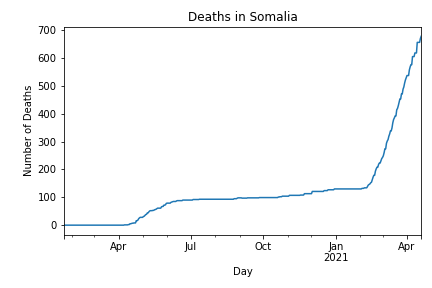 Deaths in Somalia
700
600
500
400
300
200
100
0
Number of Deaths
Apr
Jul
Oct
Jan
2021
Apr
Day